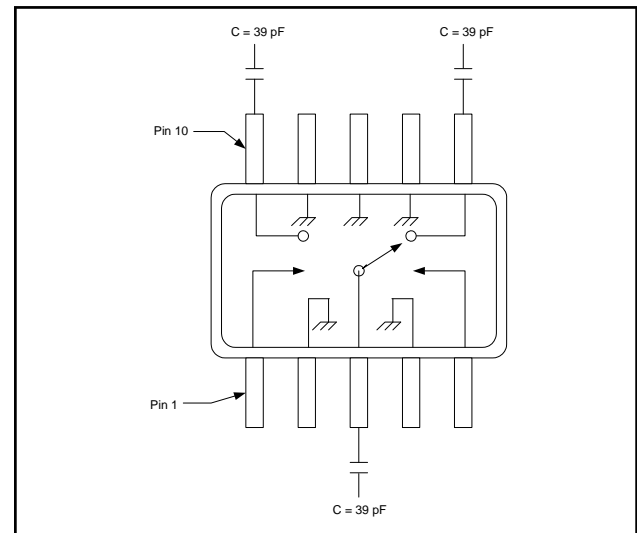 C = 39 pF
C = 39 pF
Pin 10
Pin 1
C = 39 pF